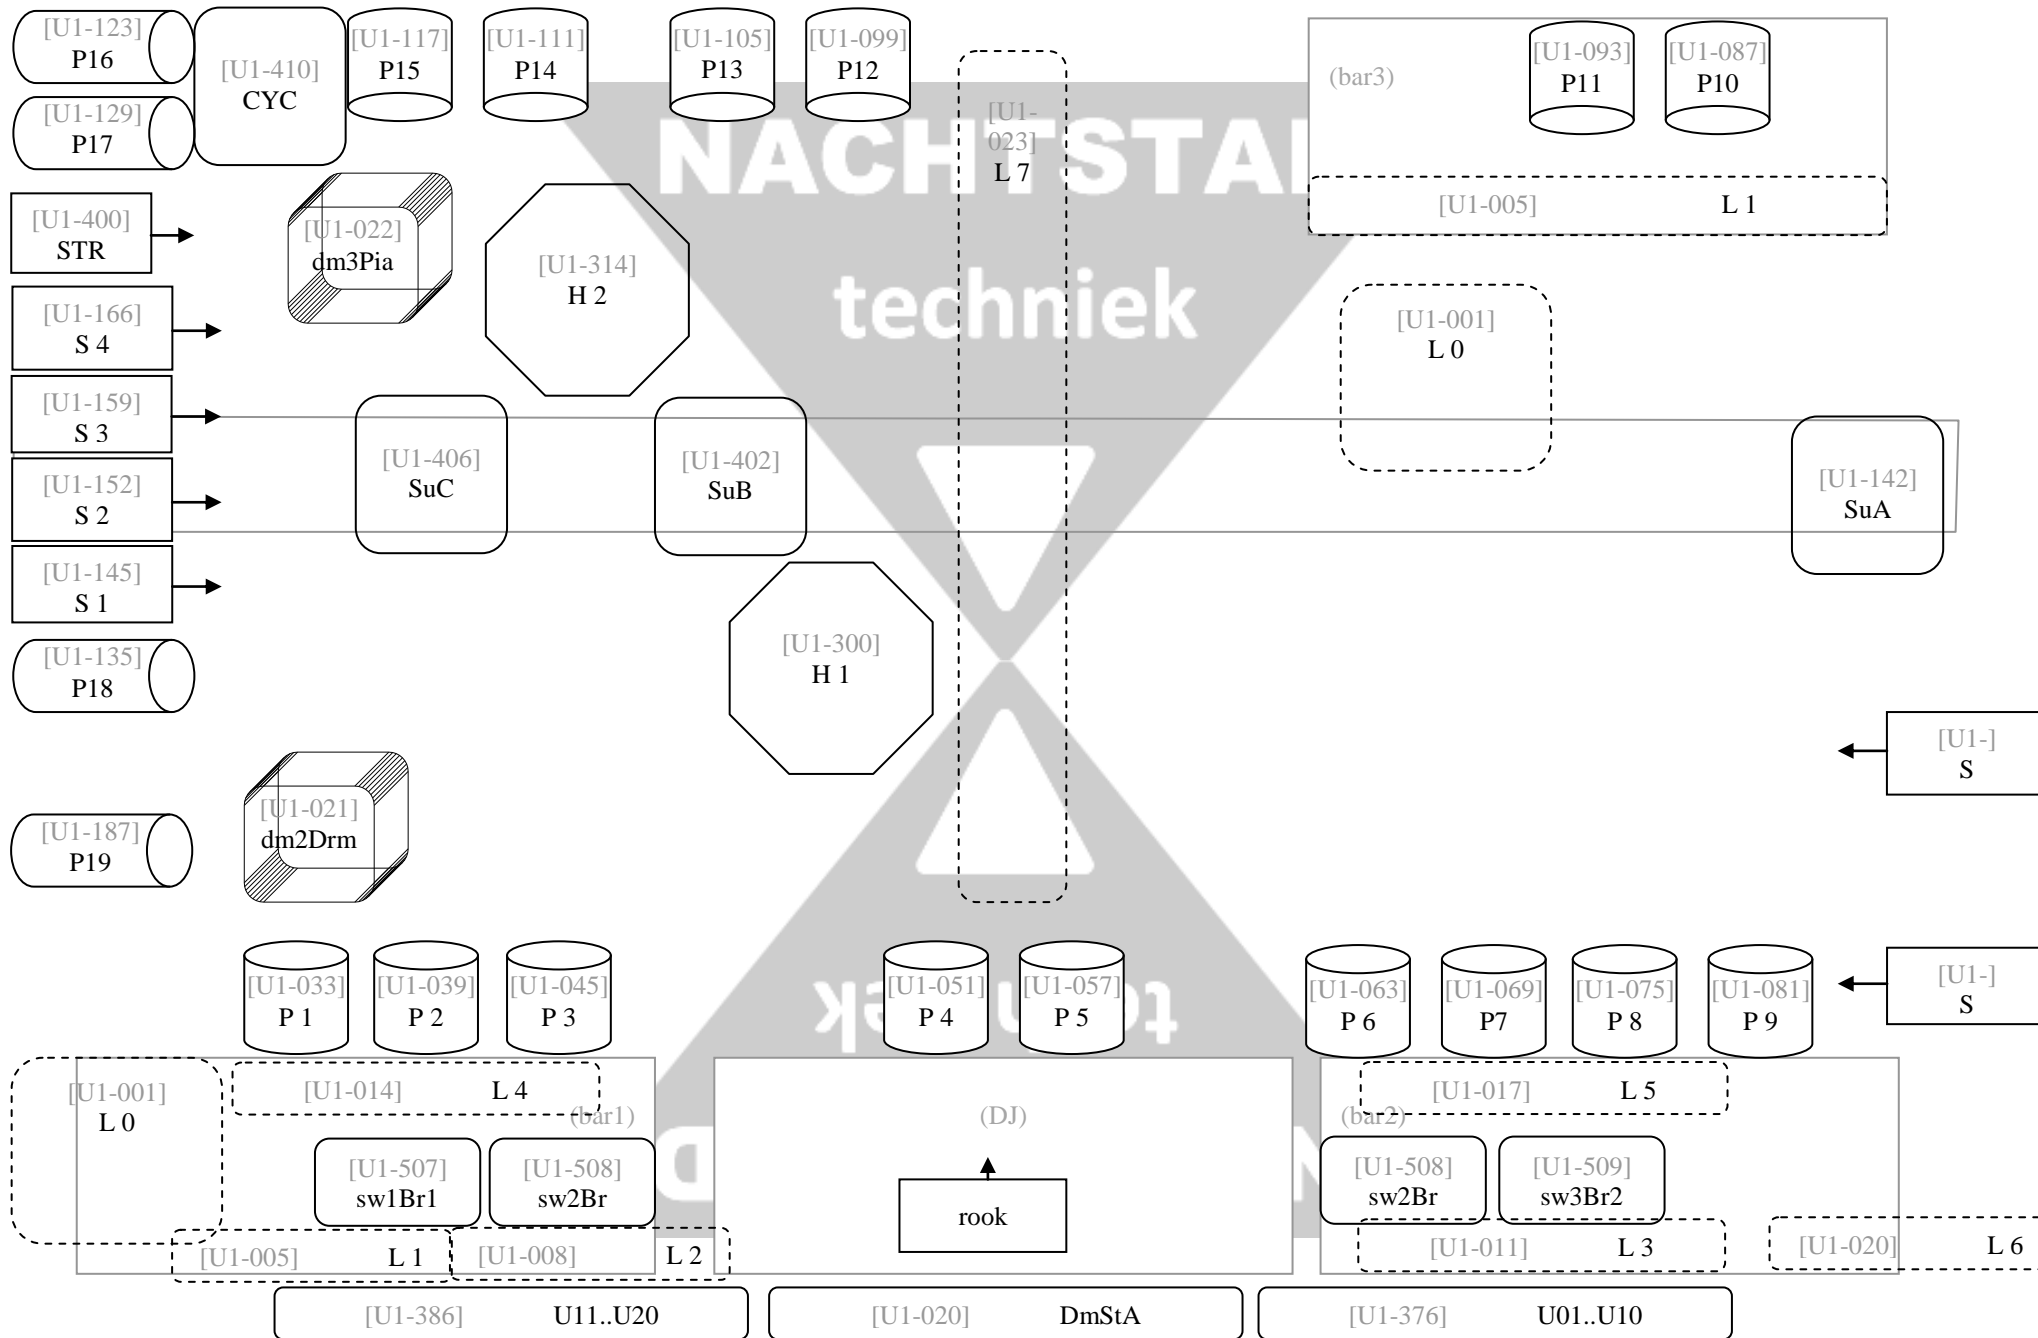 [U1-123]
P16
[U1-410]
CYC
[U1-117]
P15
[U1-111]
P14
[U1-105]
P13
[U1-099]
P12
(bar3)
[U1-093]
P11
[U1-087]
P10
[U1-129]
P17
[U1-
023]
L 7
NACHTSTA
[U1-005] L 1
[U1-400]
STR
[U1-022]
dm3Pia
[U1-314]
H 2
techniek
[U1-001]
L 0
[U1-166]
S 4
[U1-159]
S 3
[U1-406]
SuC
[U1-402]
SuB
[U1-142]
SuA
[U1-152]
S 2
[U1-145]
S 1
[U1-300]
H 1
[U1-135]
P18
[U1-]
S
[U1-187]
P19
[U1-021]
dm2Drm
[U1-033]
P 1
[U1-039]
P 2
[U1-045]
P 3
[U1-051]
P 4
[U1-057]
P 5
[U1-063]
P 6
[U1-069]
P7
[U1-075]
P 8
[U1-081]
P 9
[U1-]
S
[U1-001]
L 0
[U1-014] L 4
(bar1)
(DJ)
[U1-017] L 5
(bar2)
[U1-507]
sw1Br1
[U1-508]
sw2Br
rook
[U1-508]
sw2Br
[U1-509]
sw3Br2
[U1-005] L 1
[U1-008] L 2
[U1-011] L 3
[U1-020] L 6
[U1-386] U11..U20
[U1-020] DmStA
[U1-376] U01..U10